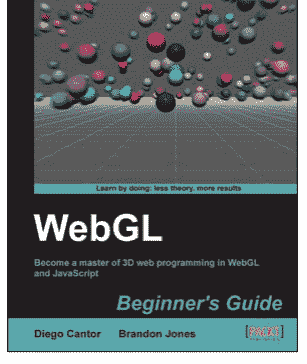 Learn by doing: less theory, more results
WebGL
Become a master of 3D web programming in WebGL
and JavaScript
Beginner's Guide
Diego Cantor Brandon Jones
[PACKT]